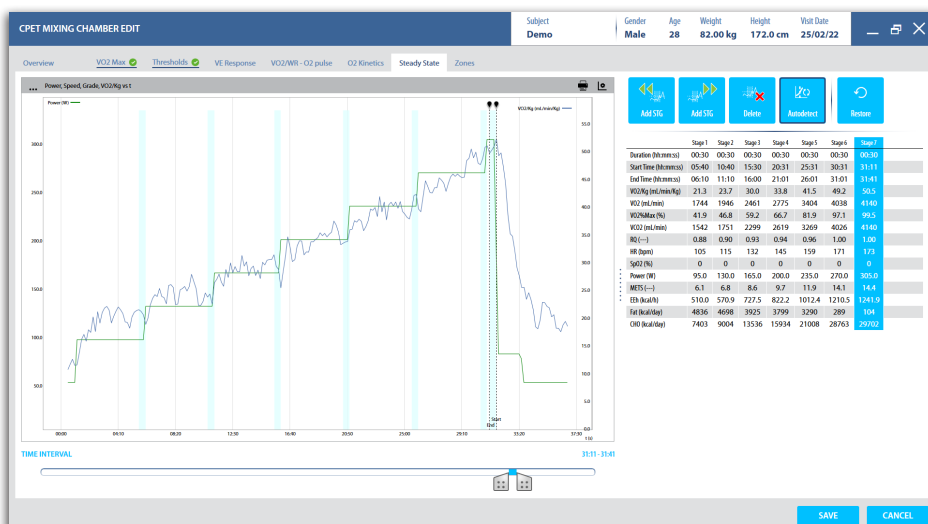 CPET MIXING CHAMBER EDIT
Subject Gender Age Weight Height Visit Date
Demo Male 28 82.00 kg 172.0 cm 25/02/22
Overview VO2 Max Thresholds VE Response VO2/WR - O2 pulse O2 Kinetics Steady State Zones
... Power, Speed, Grade, VO2/Kg vs t
Power (W) VO2/Kg (mL/min/Kg)
55.0
300.0
50.0
45.0
250.0
40.0
35.0
200.0
30.0
25.0
150.0
20.0
100.0
15.0
10.0
50.0
5.0
Start
End
0.0
00:00 04:10 08:20 12:30 16:40 20:50 25:00 29:10 33:20 37:30
t (s)
TIME INTERVAL 31:11 - 31:41
Add STG Add STG Delete Autodetect Restore
Stage 1 Stage 2 Stage 3 Stage 4 Stage 5 Stage 6 Stage 7
Duration (hh:mm:ss) 00:30 00:30 00:30 00:30 00:30 00:30 00:30
Start Time (hh:mm:ss) 05:40 10:40 15:30 20:31 25:31 30:31 31:11
End Time (hh:mm:ss) 06:10 11:10 16:00 21:01 26:01 31:01 31:41
VO2/Kg (mL/min/Kg) 21.3 23.7 30.0 33.8 41.5 49.2 50.5
VO2 (mL/min) 1744 1946 2461 2775 3404 4038 4140
VO2%Max (%) 41.9 46.8 59.2 66.7 81.9 97.1 99.5
VCO2 (mL/min) 1542 1751 2299 2619 3269 4026 4140
RQ (---) 0.88 0.90 0.93 0.94 0.96 1.00 1.00
HR (bpm) 105 115 132 145 159 171 173
SpO2 (%) 0 0 0 0 0 0 0
Power (W) 95.0 130.0 165.0 200.0 235.0 270.0 305.0
METS (---) 6.1 6.8 8.6 9.7 11.9 14.1 14.4
EEh (kcal/h) 510.0 570.9 727.5 822.2 1012.4 1210.5 1241.9
Fat (kcal/day) 4836 4698 3925 3799 3290 289 104
CHO (kcal/day) 7403 9004 13536 15934 21008 28763 29702
SAVE CANCEL